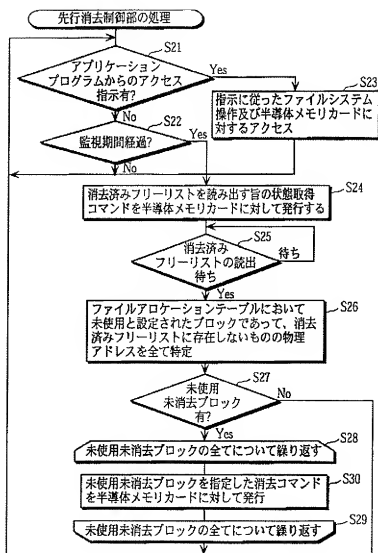 先行消去制御部の処理
S21
アプリケーション
プログラムからのアクセス
指示有?
Yes
No
S23
指示に従ったファイルシステム
操作及び半導体メモリカードに
対するアクセス
S22
監視期間経過?
Yes
No
S24
消去済みフリーリストを読み出す旨の状態取得
コマンドを半導体メモリカードに対して発行する
S25
消去済み
フリーリストの読出
待ち
待ち
Yes
S26
ファイルアロケーションテーブルにおいて
未使用と設定されたブロックであって、消去
済みフリーリストに存在しないものの物理
アドレスを全て特定
S27
未使用
未消去ブロック
有?
No
Yes
S28
未使用未消去ブロックの全てについて繰り返す
S30
未使用未消去ブロックを指定した消去コマンド
を半導体メモリカードに対して発行
S29
未使用未消去ブロックの全てについて繰り返す